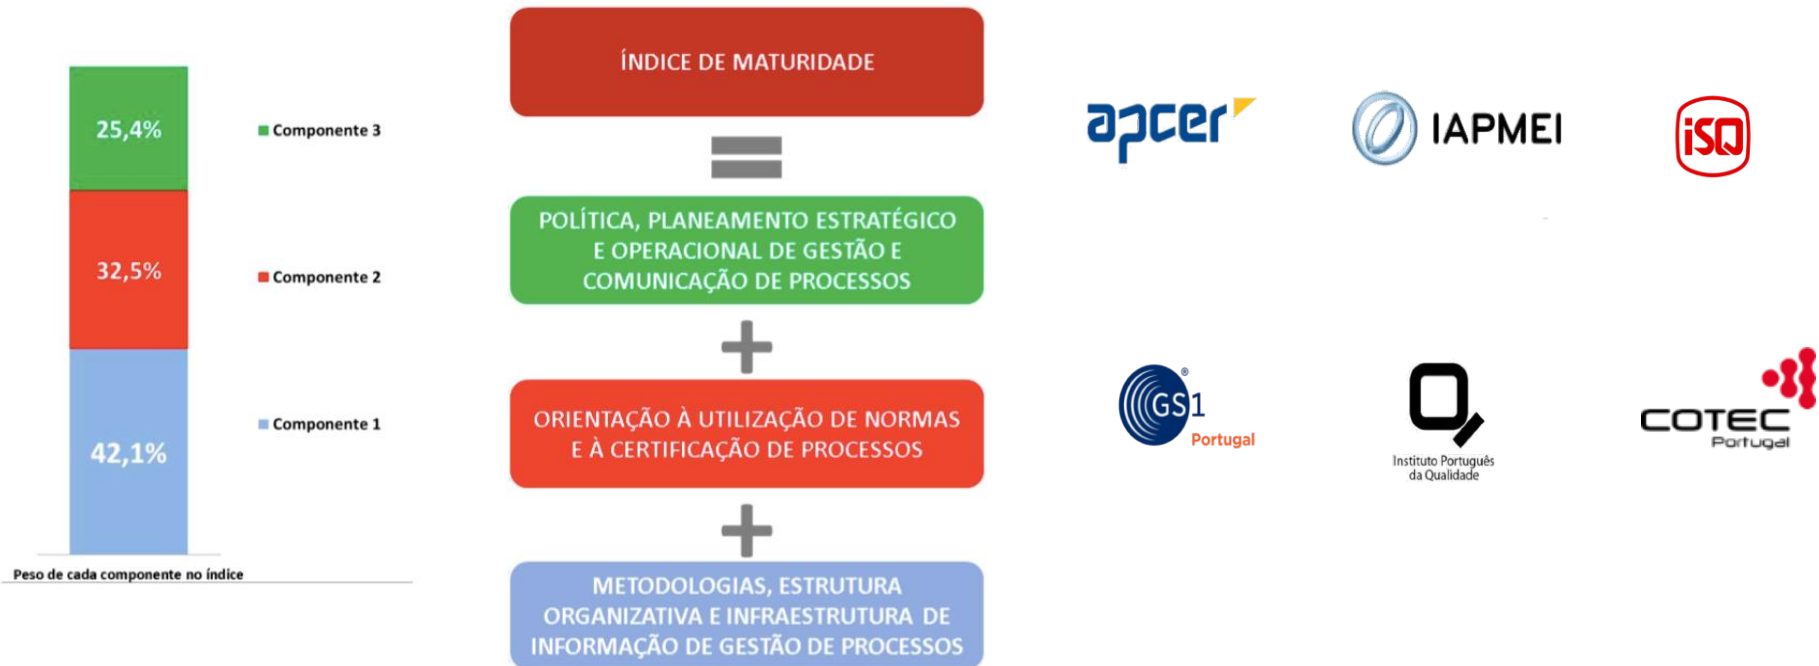 25,4%
Componente 3
32,5%
Componente 2
42,1%
Componente 1
Peso de cada componente no índice
ÍNDICE DE MATURIDADE
POLÍTICA, PLANEAMENTO ESTRATÉGICO
E OPERACIONAL DE GESTÃO E
COMUNICAÇÃO DE PROCESSOS
ORIENTAÇÃO À UTILIZAÇÃO DE NORMAS
E À CERTIFICAÇÃO DE PROCESSOS
METODOLOGIAS, ESTRUTURA
ORGANIZATIVA E INFRAESTRUTURA DE
INFORMAÇÃO DE GESTÃO DE PROCESSOS
apcer
IAPMEI
iSQ
GS1®
Portugal
Instituto Português
da Qualidade
COTEC
Portugal